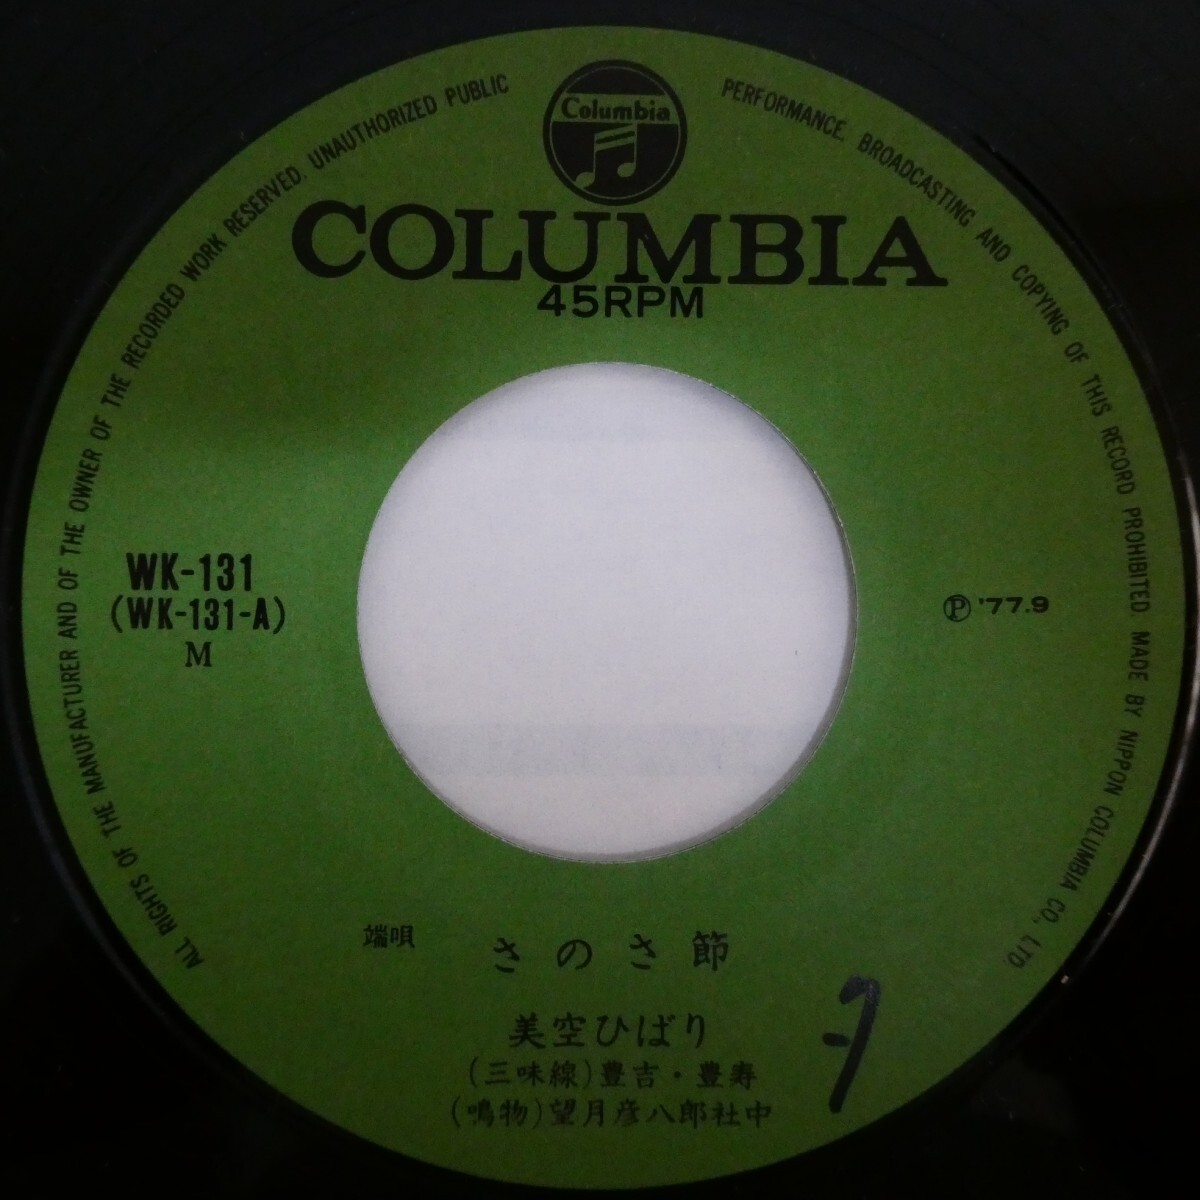 ALL RIGHTS OF THE MANUFACTURER AND OF THE OWNER OF THE RECORDED WORK RESERVED. UNAUTHORIZED PUBLIC PERFORMANCE. BROADCASTING AND COPYING OF THIS RECORD PROHIBITED. MADE BY NIPPON COLUMBIA CO., LTD.
Columbia
COLUMBIA
45RPM
WK-131
(WK-131-A)
M
Ⓟ '77.9
端唄 さのさ節
美空ひばり
(三味線)豊吉・豊寿
(鳴物)望月彦八郎社中